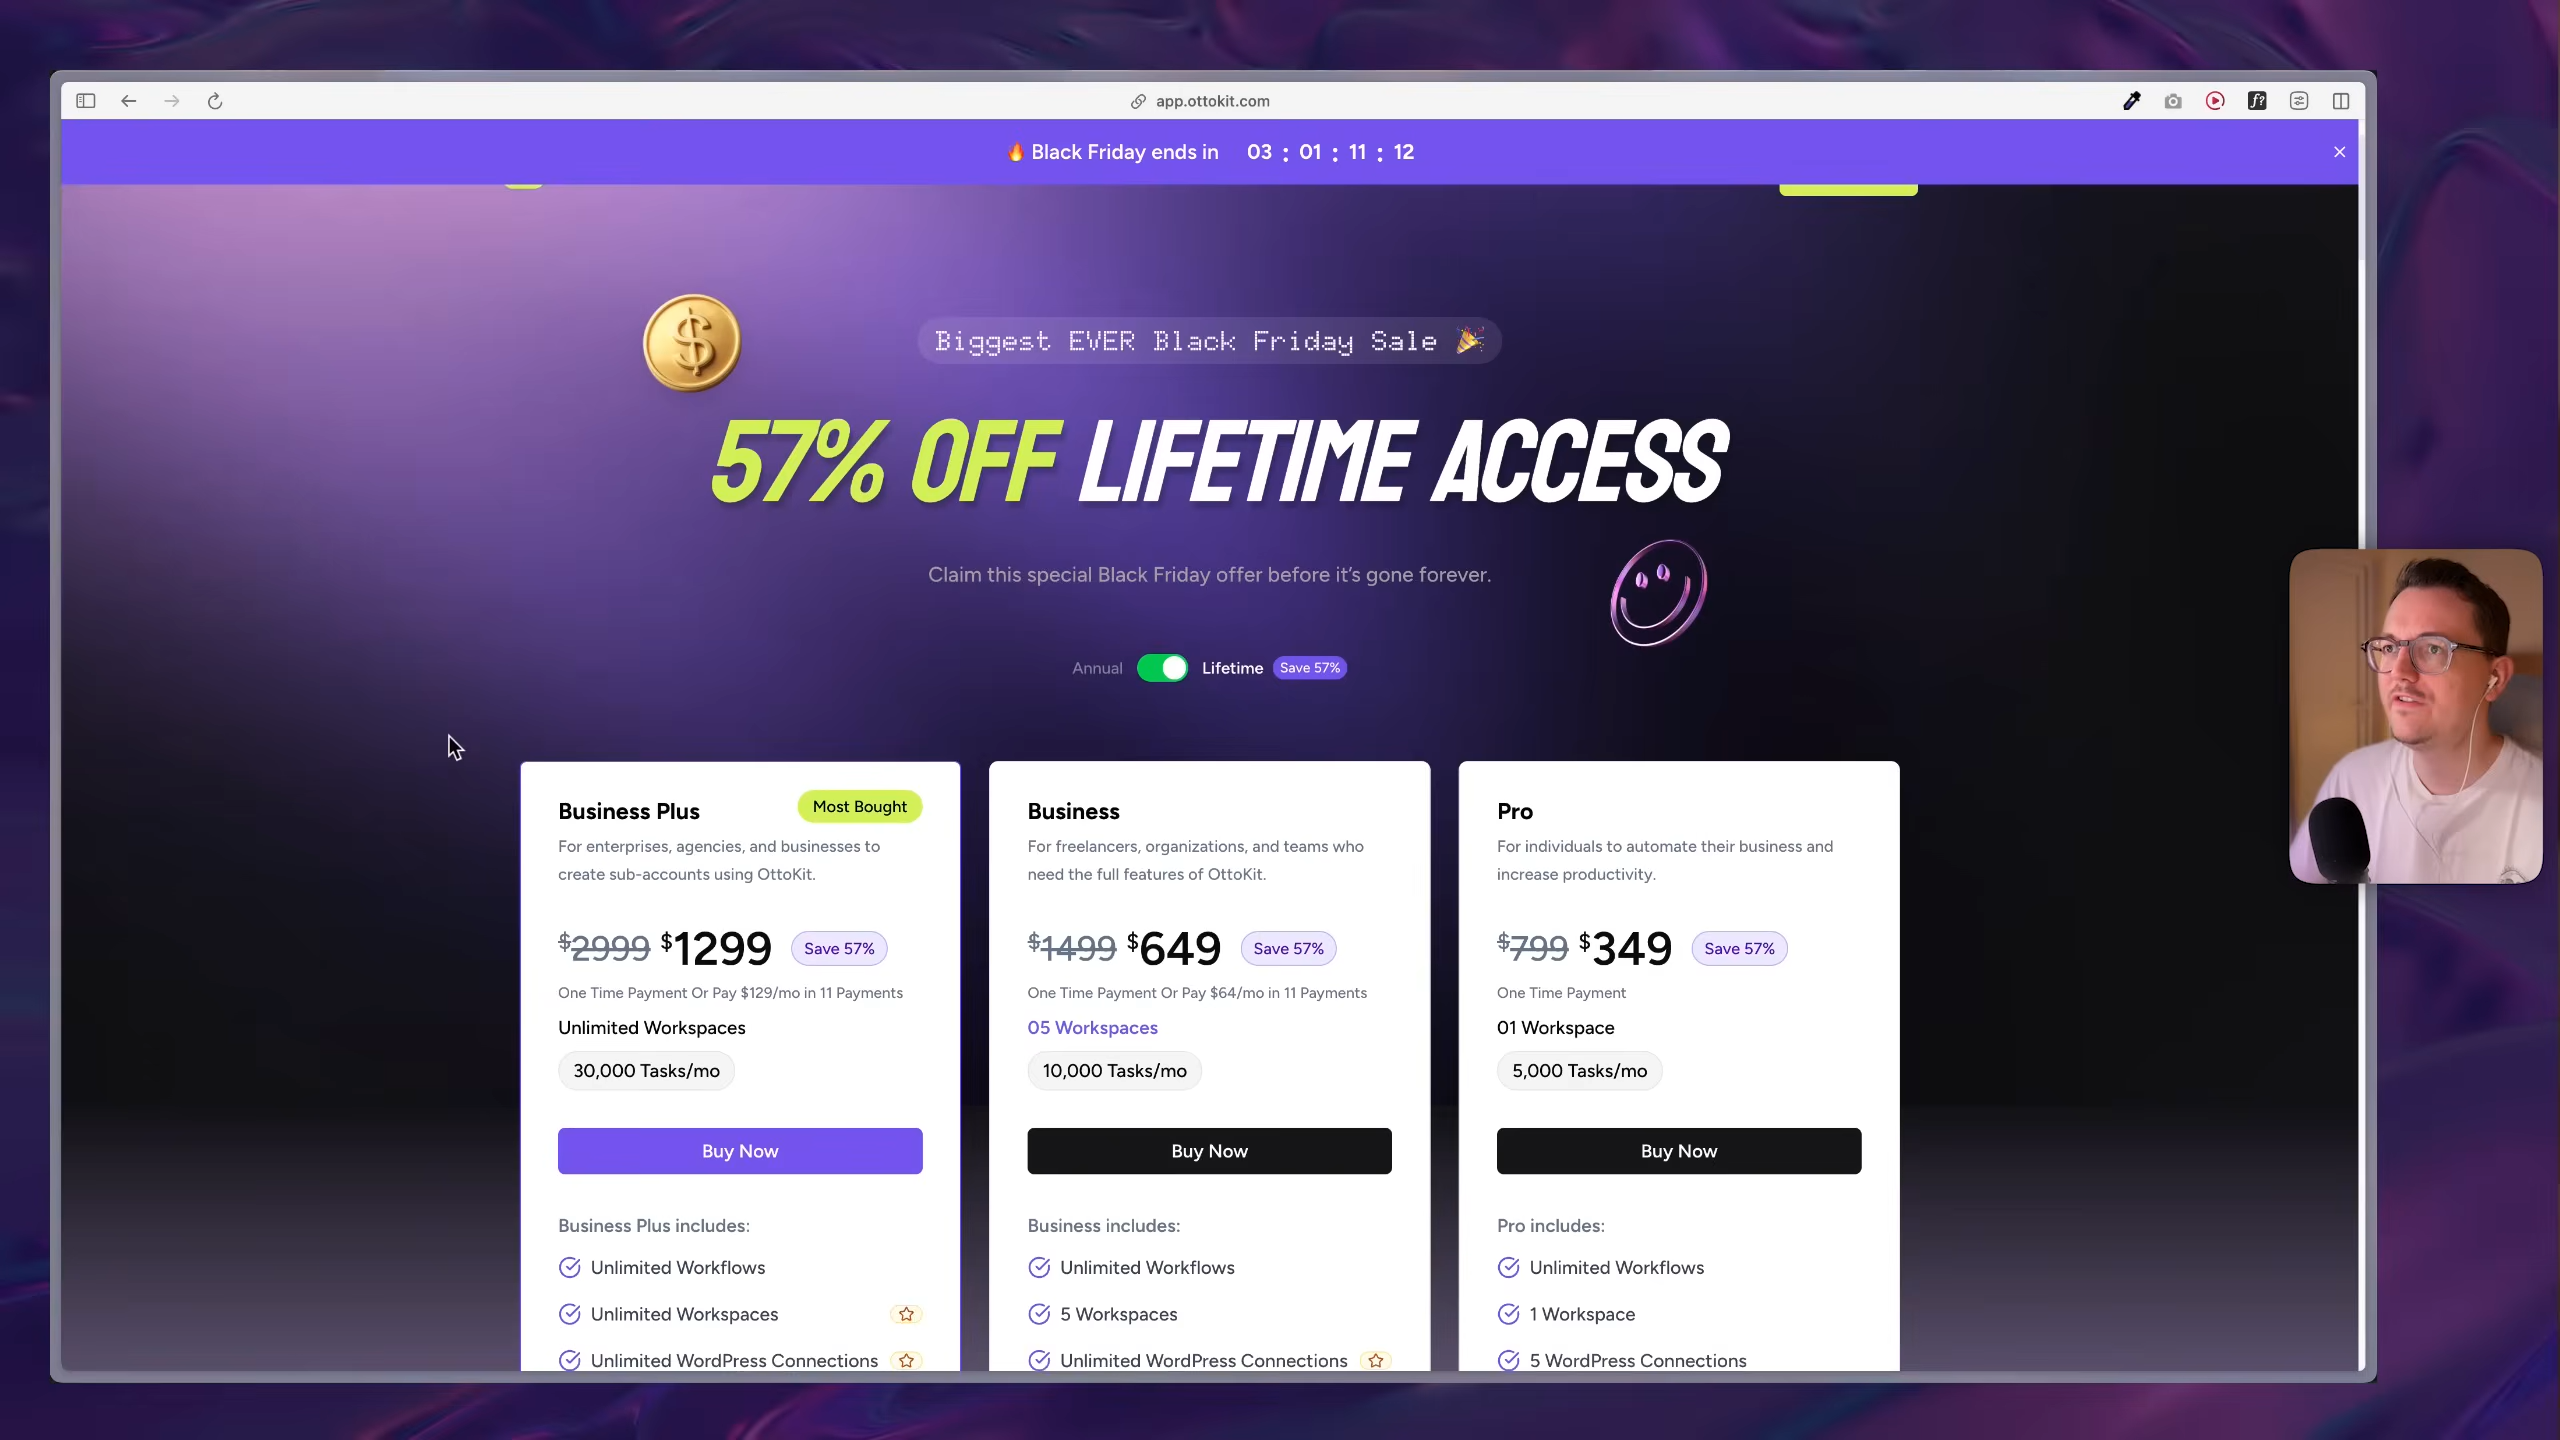 app.ottokit.com
f?
🔥 Black Friday ends in 03 : 01 : 11 : 12
Biggest EVER Black Friday Sale 🎉
57% OFF LIFETIME ACCESS
Claim this special Black Friday offer before it’s gone forever.
Annual Lifetime Save 57%
Business Plus Most Bought
For enterprises, agencies, and businesses to
create sub-accounts using OttoKit.
$2999 $1299 Save 57%
One Time Payment Or Pay $129/mo in 11 Payments
Unlimited Workspaces
30,000 Tasks/mo
Buy Now
Business Plus includes:
Unlimited Workflows
Unlimited Workspaces
Unlimited WordPress Connections
Business
For freelancers, organizations, and teams who
need the full features of OttoKit.
$1499 $649 Save 57%
One Time Payment Or Pay $64/mo in 11 Payments
05 Workspaces
10,000 Tasks/mo
Buy Now
Business includes:
Unlimited Workflows
5 Workspaces
Unlimited WordPress Connections
Pro
For individuals to automate their business and
increase productivity.
$799 $349 Save 57%
One Time Payment
01 Workspace
5,000 Tasks/mo
Buy Now
Pro includes:
Unlimited Workflows
1 Workspace
5 WordPress Connections